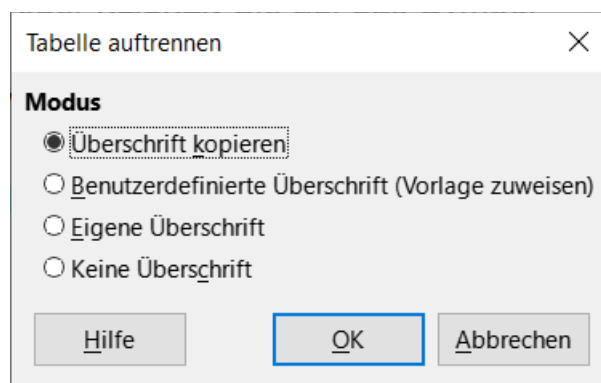 Tabelle auftrennen
Modus
Überschrift kopieren
Benutzerdefinierte Überschrift (Vorlage zuweisen)
Eigene Überschrift
Keine Überschrift
Hilfe OK Abbrechen